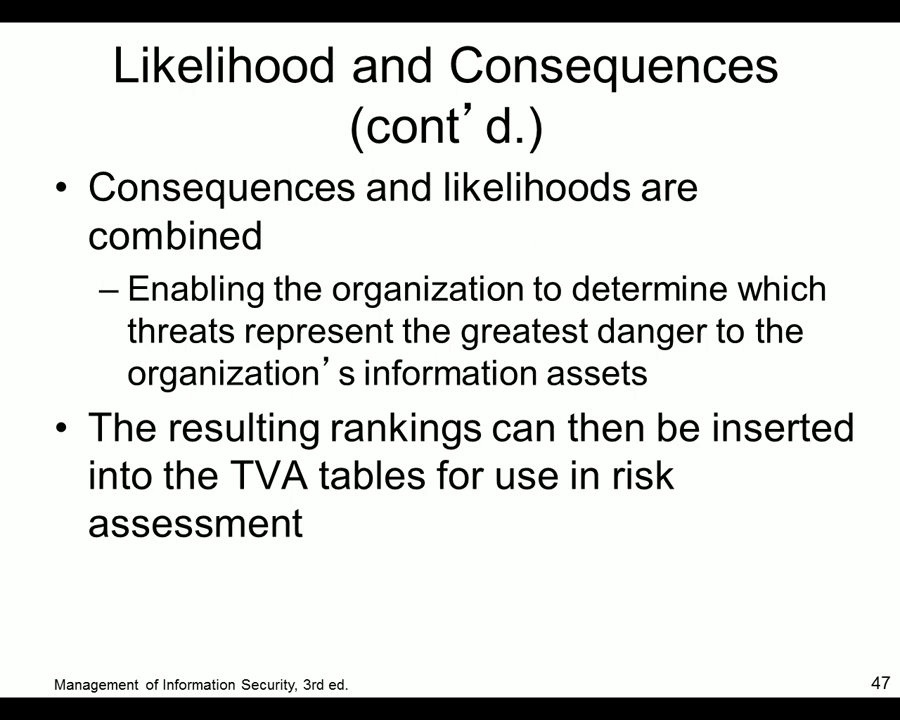 Likelihood and Consequences
(cont’d.)
• Consequences and likelihoods are
combined
– Enabling the organization to determine which
threats represent the greatest danger to the
organization’s information assets
• The resulting rankings can then be inserted
into the TVA tables for use in risk
assessment
Management of Information Security, 3rd ed.
47